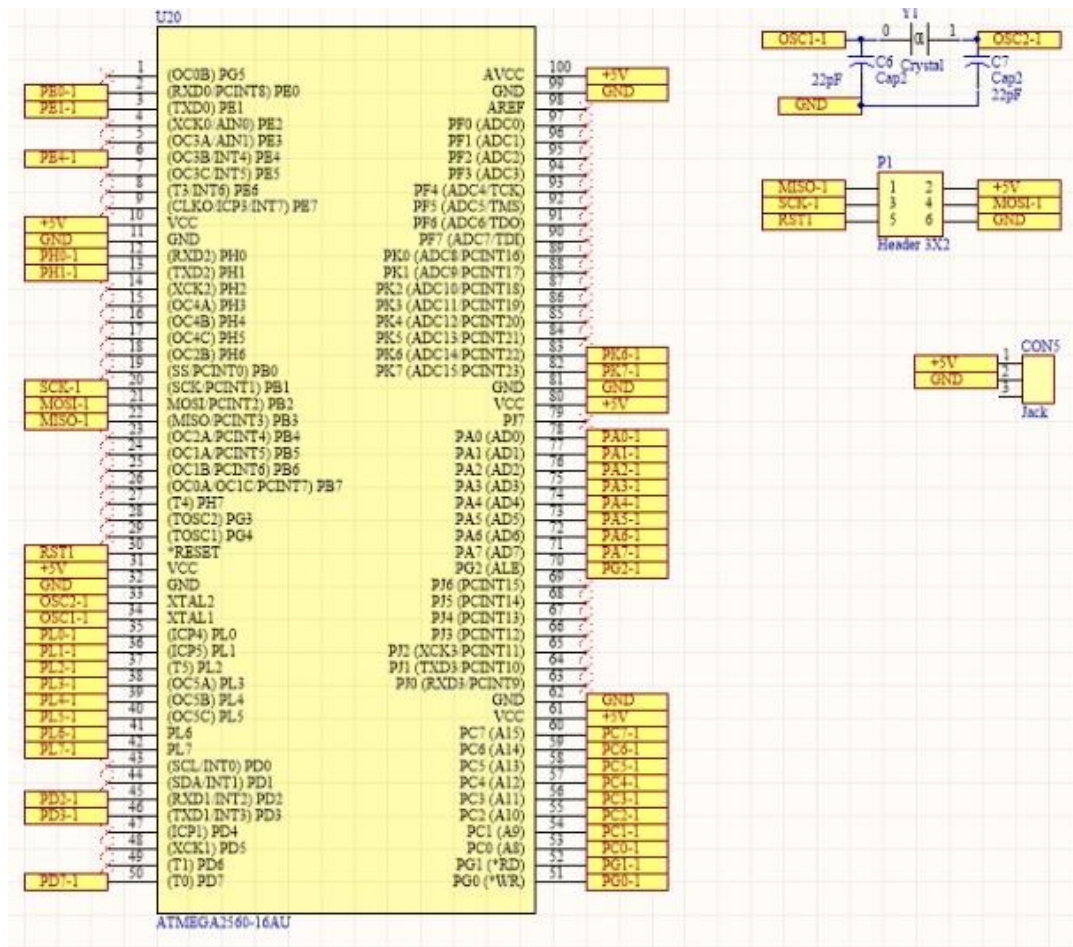 U20
1 (OC0B) PG5 AVCC 100 +5V
PE0-1 2 (RXD0/PCINT8) PE0 GND 99 GND
PE1-1 3 (TXD0) PE1 AREF 98
4 (XCK0/AIN0) PE2 PF0 (ADC0) 97
5 (OC3A/AIN1) PE3 PF1 (ADC1) 96
PE4-1 6 (OC3B/INT4) PE4 PF2 (ADC2) 95
7 (OC3C/INT5) PE5 PF3 (ADC3) 94
8 (T3/INT6) PE6 PF4 (ADC4/TCK) 93
9 (CLKO/ICP3/INT7) PE7 PF5 (ADC5/TMS) 92
+5V 10 VCC PF6 (ADC6/TDO) 91
GND 11 GND PF7 (ADC7/TDI) 90
PH0-1 12 (RXD2) PH0 PK0 (ADC8/PCINT16) 89
PH1-1 13 (TXD2) PH1 PK1 (ADC9/PCINT17) 88
14 (XCK2) PH2 PK2 (ADC10/PCINT18) 87
15 (OC4A) PH3 PK3 (ADC11/PCINT19) 86
16 (OC4B) PH4 PK4 (ADC12/PCINT20) 85
17 (OC4C) PH5 PK5 (ADC13/PCINT21) 84
18 (OC2B) PH6 PK6 (ADC14/PCINT22) 83 PK6-1
19 (SS/PCINT0) PB0 PK7 (ADC15/PCINT23) 82 PK7-1
SCK-1 20 (SCK/PCINT1) PB1 GND 81 GND
MOSI-1 21 MOSI/PCINT2) PB2 VCC 80 +5V
MISO-1 22 (MISO/PCINT3) PB3 PJ7 79
23 (OC2A/PCINT4) PB4 PA0 (AD0) 78 PA0-1
24 (OC1A/PCINT5) PB5 PA1 (AD1) 77 PA1-1
25 (OC1B/PCINT6) PB6 PA2 (AD2) 76 PA2-1
26 (OC0A/OC1C/PCINT7) PB7 PA3 (AD3) 75 PA3-1
27 (T4) PH7 PA4 (AD4) 74 PA4-1
28 (TOSC2) PG3 PA5 (AD5) 73 PA5-1
29 (TOSC1) PG4 PA6 (AD6) 72 PA6-1
RST1 30 *RESET PA7 (AD7) 71 PA7-1
+5V 31 VCC PG2 (ALE) 70 PG2-1
GND 32 GND PJ6 (PCINT15) 69
OSC2-1 33 XTAL2 PJ5 (PCINT14) 68
OSC1-1 34 XTAL1 PJ4 (PCINT13) 67
PL0-1 35 (ICP4) PL0 PJ3 (PCINT12) 66
PL1-1 36 (ICP5) PL1 PJ2 (XCK3/PCINT11) 65
PL2-1 37 (T5) PL2 PJ1 (TXD3/PCINT10) 64
PL3-1 38 (OC5A) PL3 PJ0 (RXD3/PCINT9) 63
PL4-1 39 (OC5B) PL4 GND 62 GND
PL5-1 40 (OC5C) PL5 VCC 61 +5V
PL6-1 41 PL6 PC7 (A15) 60 PC7-1
PL7-1 42 PL7 PC6 (A14) 59 PC6-1
43 (SCL/INT0) PD0 PC5 (A13) 58 PC5-1
44 (SDA/INT1) PD1 PC4 (A12) 57 PC4-1
PD2-1 45 (RXD1/INT2) PD2 PC3 (A11) 56 PC3-1
PD3-1 46 (TXD1/INT3) PD3 PC2 (A10) 55 PC2-1
47 (ICP1) PD4 PC1 (A9) 54 PC1-1
48 (XCK1) PD5 PC0 (A8) 53 PC0-1
49 (T1) PD6 PG1 (*RD) 52 PG1-1
PD7-1 50 (T0) PD7 PG0 (*WR) 51 PG0-1
ATMEGA2560-16AU
Y1
OSC1-1 0 1 OSC2-1
C6 Crystal C7
22pF Cap2 Cap2
22pF
GND
P1
MISO-1 1 2 +5V
SCK-1 3 4 MOSI-1
RST1 5 6 GND
Header 3X2
CON5
+5V 1
GND 2
3
Jack